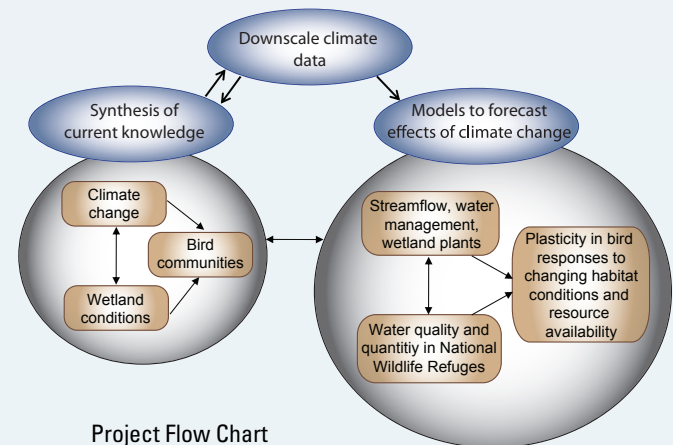 Downscale climate
data
Synthesis of
current knowledge
Models to forecast
effects of climate change
Climate
change
Bird
communities
Wetland
conditions
Streamflow, water
management,
wetland plants
Plasticity in bird
responses to
changing habitat
conditions and
resource
availability
Water quality and
quantitiy in National
Wildlife Refuges
Project Flow Chart